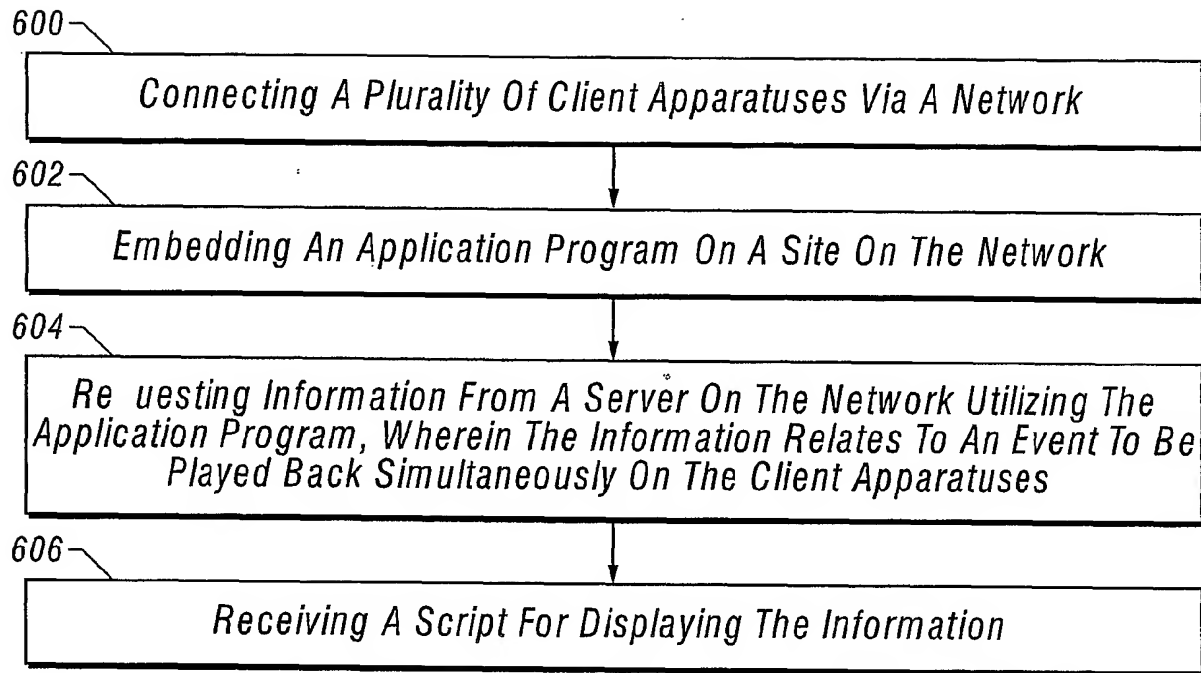 600
Connecting A Plurality Of Client Apparatuses Via A Network
602
Embedding An Application Program On A Site On The Network
604
Re uesting Information From A Server On The Network Utilizing The
Application Program, Wherein The Information Relates To An Event To Be
Played Back Simultaneously On The Client Apparatuses
606
Receiving A Script For Displaying The Information